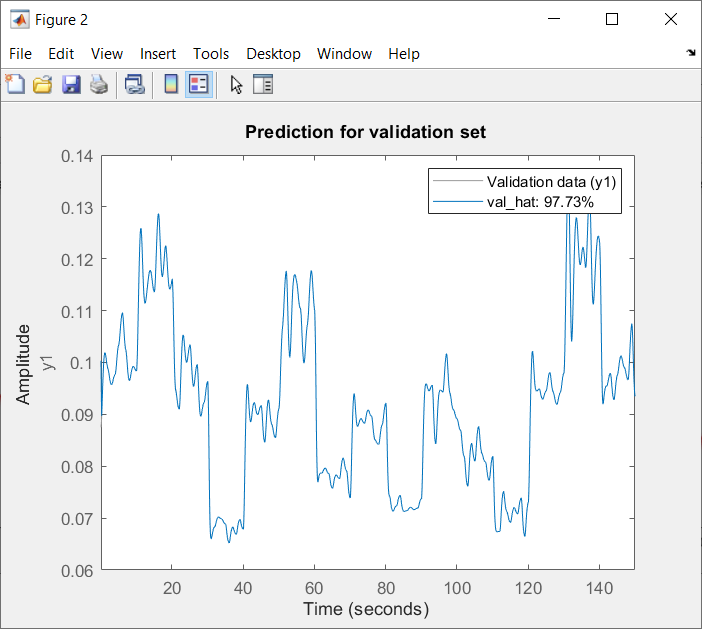 Figure 2
File Edit View Insert Tools Desktop Window Help
Prediction for validation set
Validation data (y1)
val_hat: 97.73%
0.14
0.13
0.12
0.11
0.1
0.09
0.08
0.07
0.06
Amplitude
y1
20 40 60 80 100 120 140
Time (seconds)